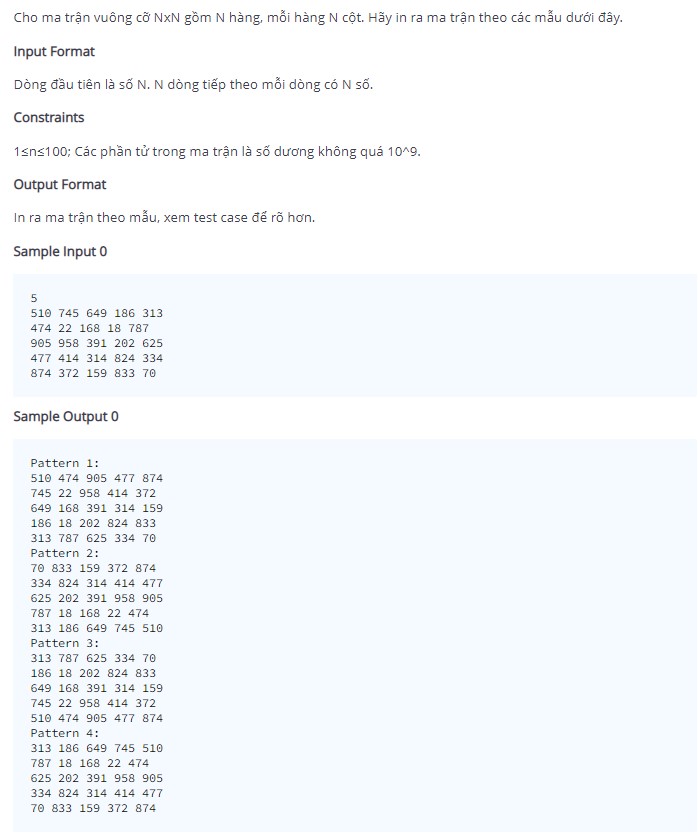 Cho ma trận vuông cỡ NxN gồm N hàng, mỗi hàng N cột. Hãy in ra ma trận theo các mẫu dưới đây.
Input Format
Dòng đầu tiên là số N. N dòng tiếp theo mỗi dòng có N số.
Constraints
1≤n≤100; Các phần tử trong ma trận là số dương không quá 10^9.
Output Format
In ra ma trận theo mẫu, xem test case để rõ hơn.
Sample Input 0
5
510 745 649 186 313
474 22 168 18 787
905 958 391 202 625
477 414 314 824 334
874 372 159 833 70
Sample Output 0
Pattern 1:
510 474 905 477 874
745 22 958 414 372
649 168 391 314 159
186 18 202 824 833
313 787 625 334 70
Pattern 2:
70 833 159 372 874
334 824 314 414 477
625 202 391 958 905
787 18 168 22 474
313 186 649 745 510
Pattern 3:
313 787 625 334 70
186 18 202 824 833
649 168 391 314 159
745 22 958 414 372
510 474 905 477 874
Pattern 4:
313 186 649 745 510
787 18 168 22 474
625 202 391 958 905
334 824 314 414 477
70 833 159 372 874